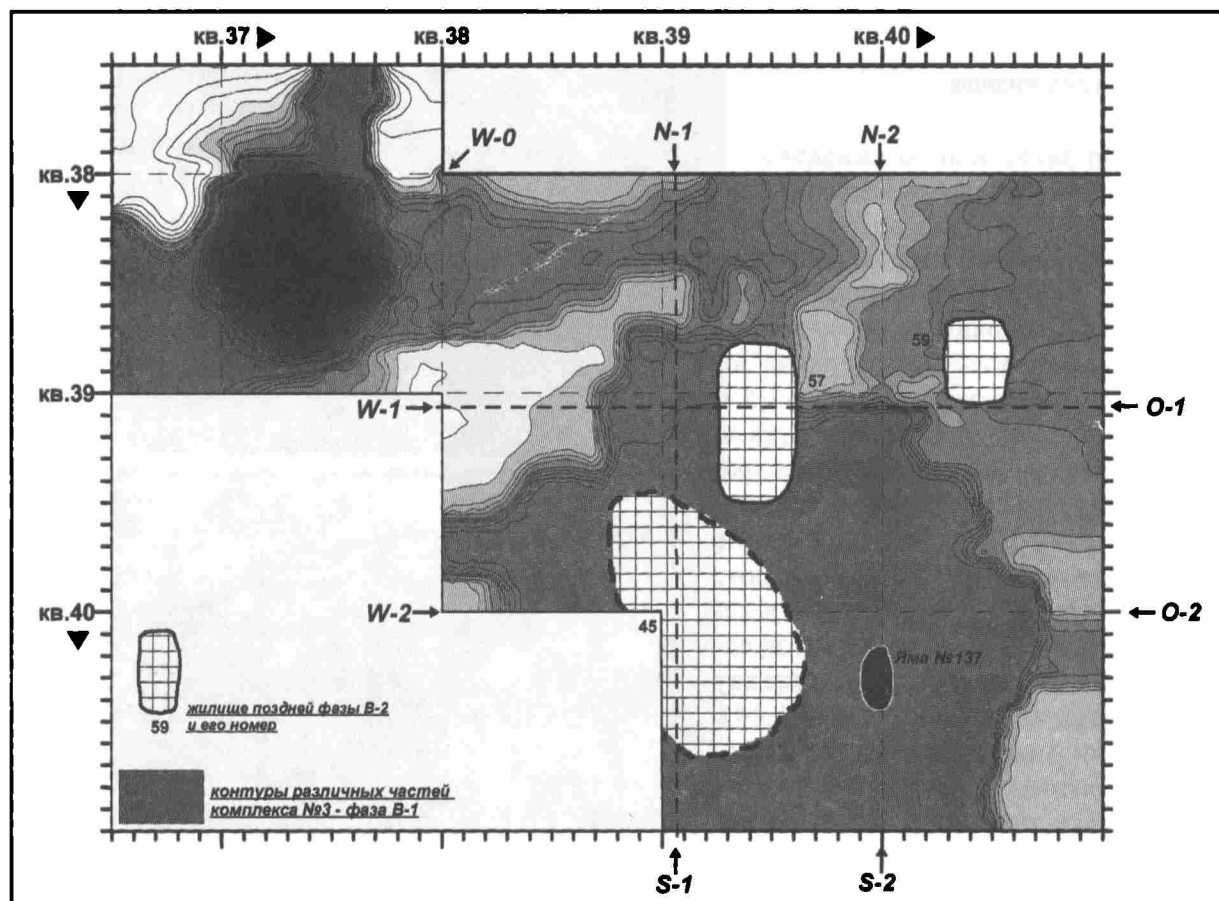 кв.37 ▶ кв.38 кв.39 кв.40 ▶
W-0 N-1 N-2
кв.38
▼
59
57
кв.39
W-1 O-1
кв.40
▼
W-2 O-2
45
Яма №137
жилище поздней фазы В-2
и его номер
59
контуры различных частей
комплекса №3 - фаза В-1
S-1 S-2